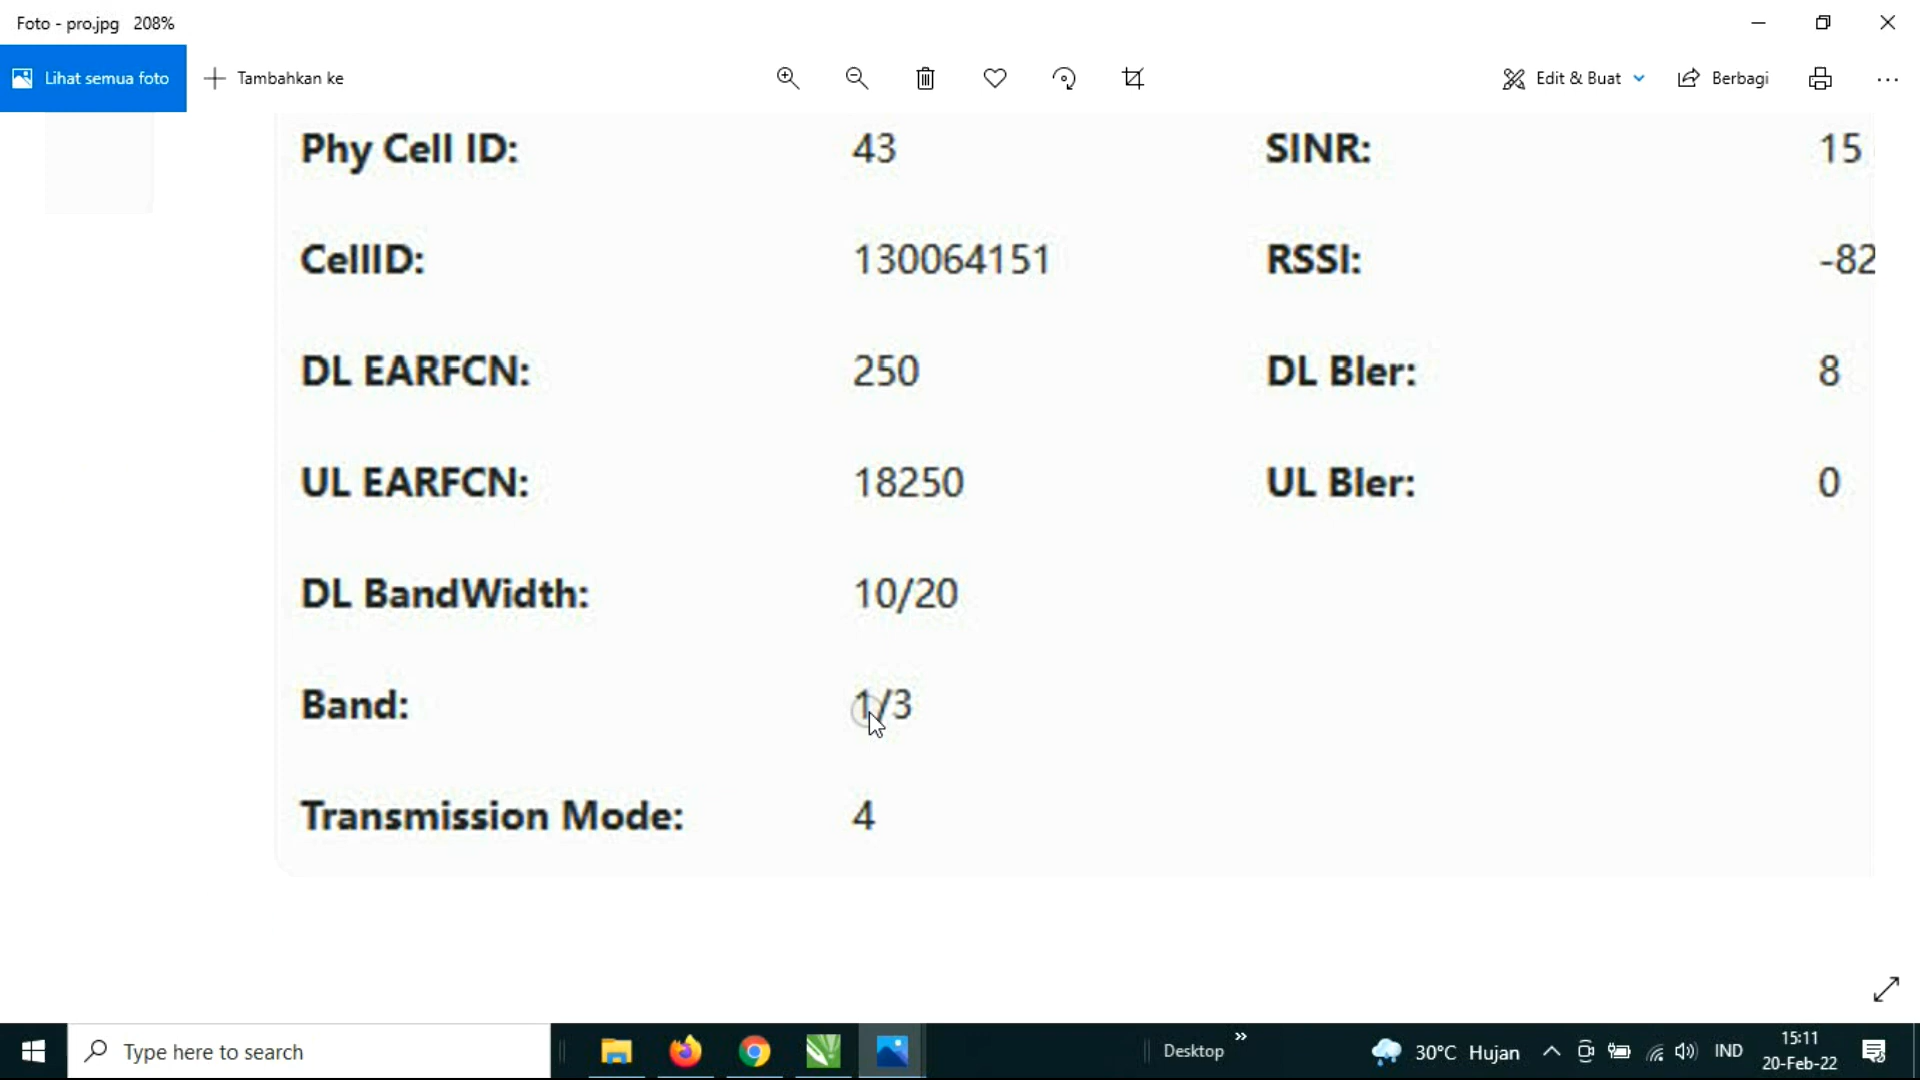 Foto - pro.jpg 208%
Lihat semua foto
Tambahkan ke
Edit & Buat
Berbagi
Phy Cell ID: 43 SINR: 15
CellID: 130064151 RSSI: -82
DL EARFCN: 250 DL Bler: 8
UL EARFCN: 18250 UL Bler: 0
DL BandWidth: 10/20
Band: 1/3
Transmission Mode: 4
Type here to search
Desktop
30°C Hujan
IND
15:11
20-Feb-22